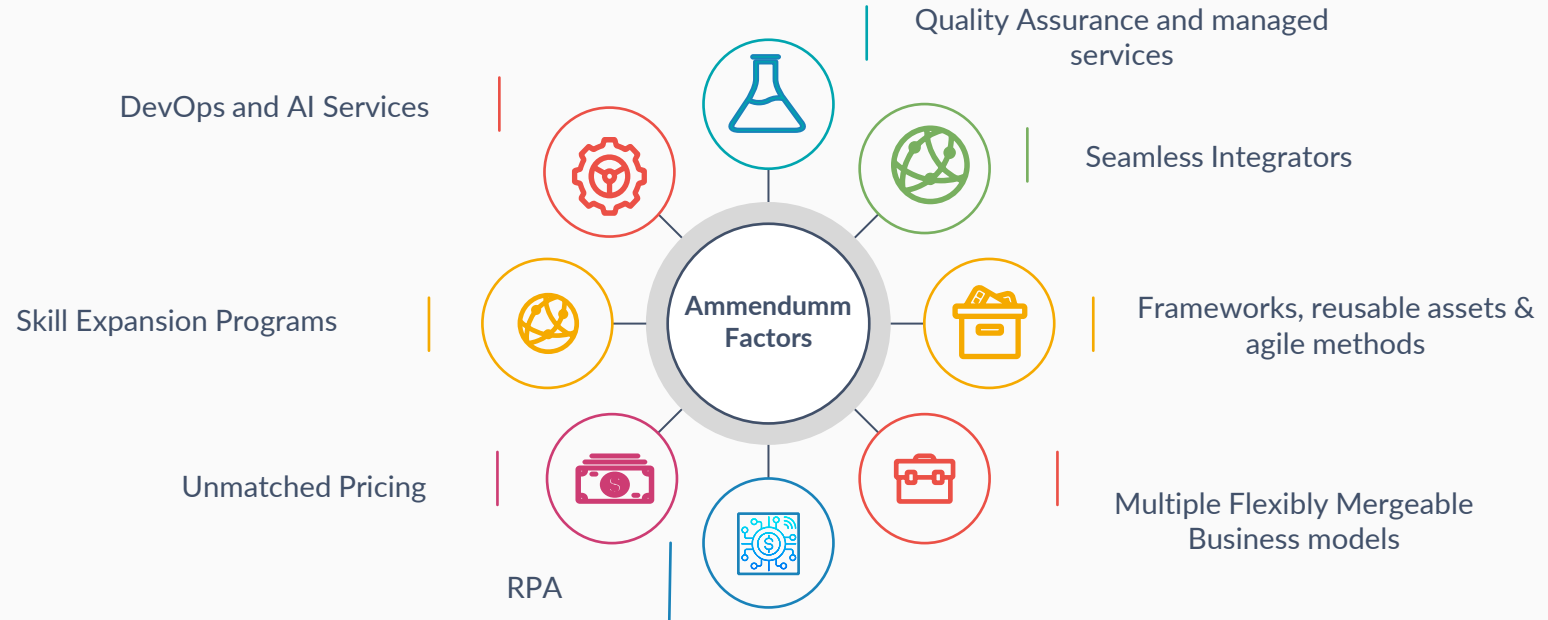 Quality Assurance and managed
services
DevOps and AI Services
Seamless Integrators
Ammendumm
Factors
Skill Expansion Programs
Frameworks, reusable assets &
agile methods
Unmatched Pricing
Multiple Flexibly Mergeable
Business models
RPA